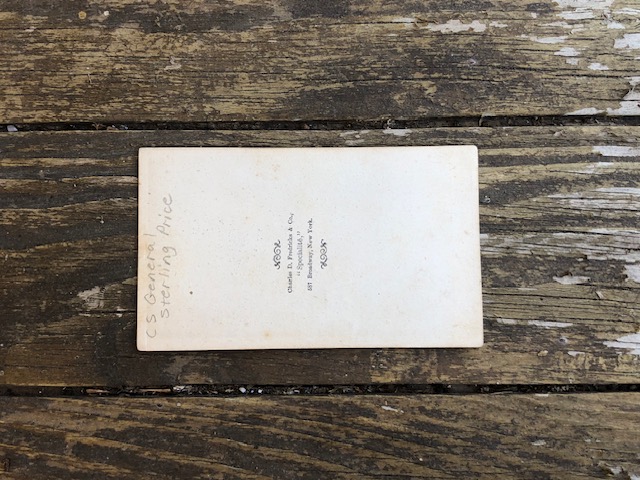 Charles D. Fredricks & Co.,
"Specialité,"
587 Broadway, New York.
CS General
Sterling Price